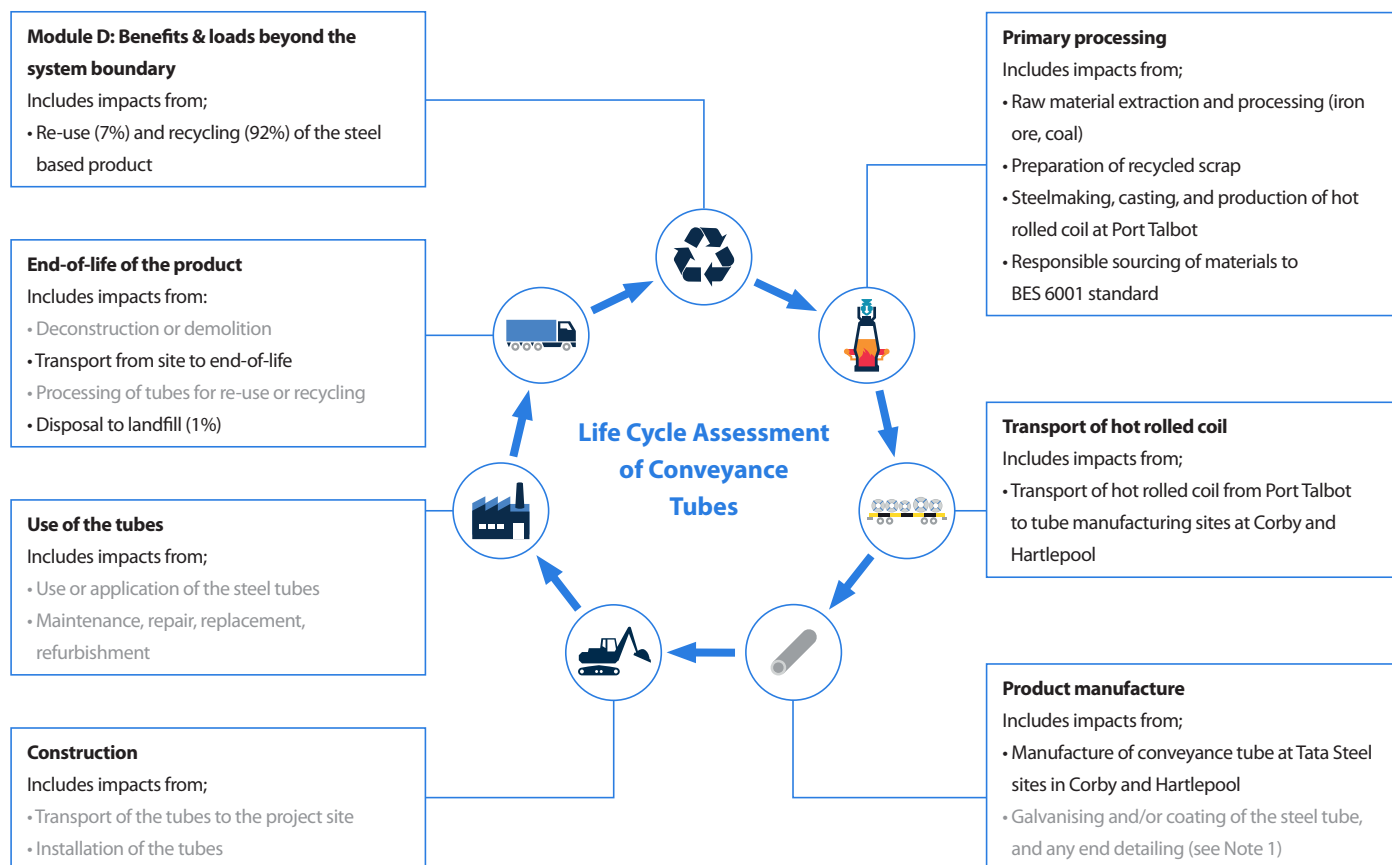 Module D: Benefits & loads beyond the
system boundary
Includes impacts from;
• Re-use (7%) and recycling (92%) of the steel
based product
End-of-life of the product
Includes impacts from:
• Deconstruction or demolition
• Transport from site to end-of-life
• Processing of tubes for re-use or recycling
• Disposal to landfill (1%)
Use of the tubes
Includes impacts from;
• Use or application of the steel tubes
• Maintenance, repair, replacement,
refurbishment
Construction
Includes impacts from;
• Transport of the tubes to the project site
• Installation of the tubes
Life Cycle Assessment
of Conveyance
Tubes
Primary processing
Includes impacts from;
• Raw material extraction and processing (iron
ore, coal)
• Preparation of recycled scrap
• Steelmaking, casting, and production of hot
rolled coil at Port Talbot
• Responsible sourcing of materials to
BES 6001 standard
Transport of hot rolled coil
Includes impacts from;
• Transport of hot rolled coil from Port Talbot
to tube manufacturing sites at Corby and
Hartlepool
Product manufacture
Includes impacts from;
• Manufacture of conveyance tube at Tata Steel
sites in Corby and Hartlepool
• Galvanising and/or coating of the steel tube,
and any end detailing (see Note 1)